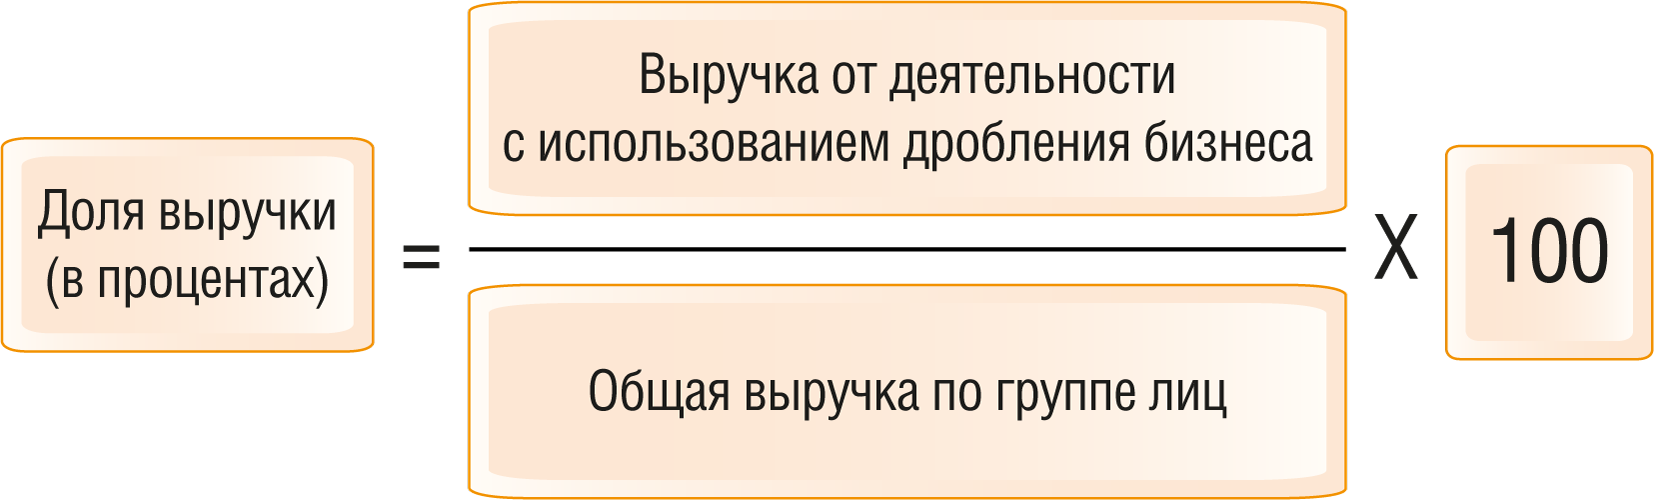 Доля выручки
(в процентах)
=
Выручка от деятельности
с использованием дробления бизнеса
Общая выручка по группе лиц
X
100